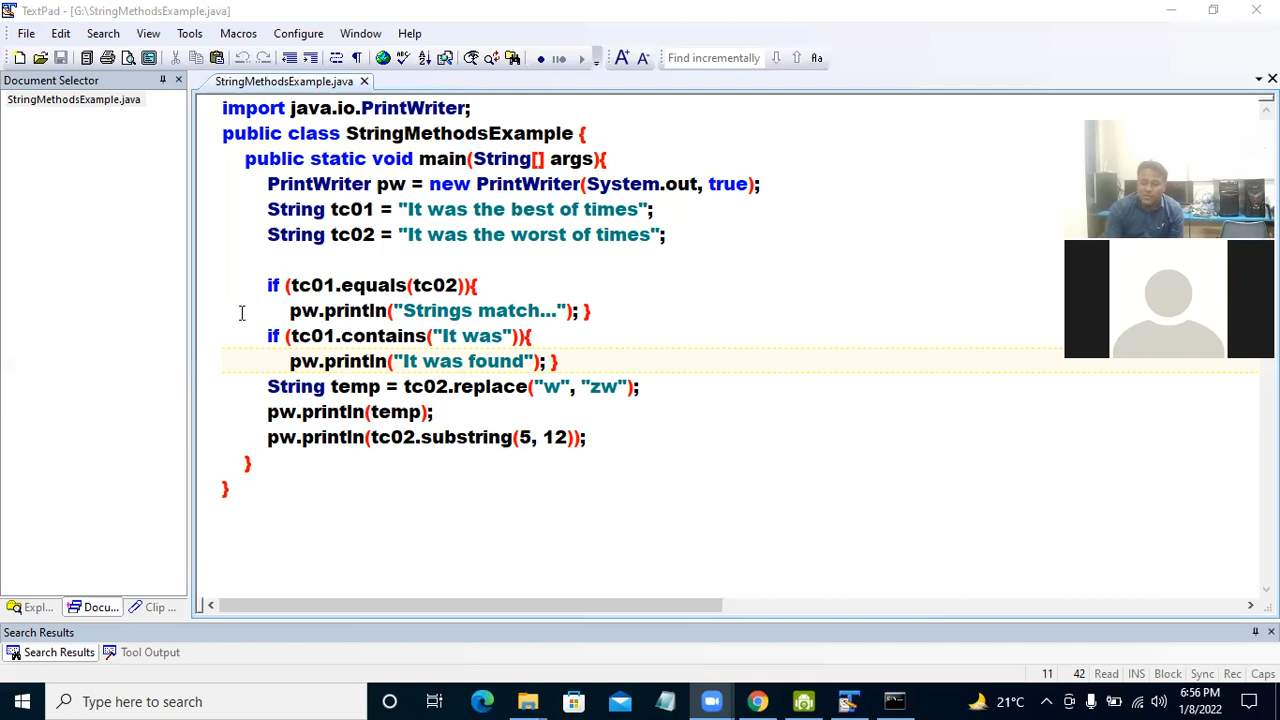 TextPad - [G:\StringMethodsExample.java]
File Edit Search View Tools Macros Configure Window Help
Find incrementally
Document Selector
StringMethodsExample.java
StringMethodsExample.java
import java.io.PrintWriter;
public class StringMethodsExample {
public static void main(String[] args){
PrintWriter pw = new PrintWriter(System.out, true);
String tc01 = "It was the best of times";
String tc02 = "It was the worst of times";
if (tc01.equals(tc02)){
pw.println("Strings match..."); }
if (tc01.contains("It was")){
pw.println("It was found"); }
String temp = tc02.replace("w", "zw");
pw.println(temp);
pw.println(tc02.substring(5, 12));
}
}
Expl... Docu... Clip ...
Search Results
Search Results Tool Output
11 42 Read INS Block Sync Rec Caps
Type here to search
21°C
6:56 PM
1/8/2022